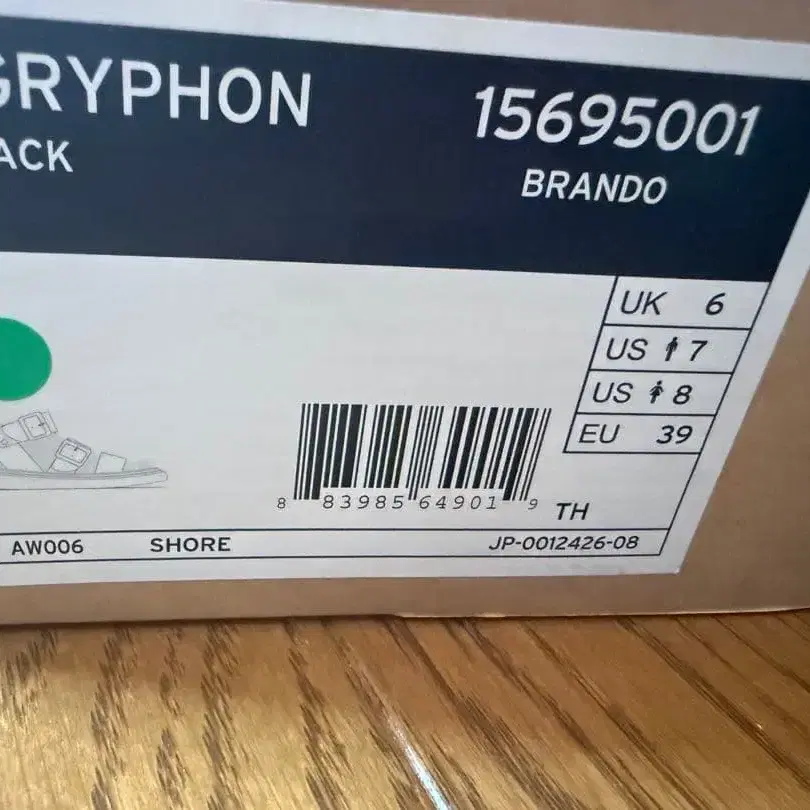 GRYPHON
ACK
15695001
BRANDO
UK 6
US 7
US 8
EU 39
8 83985 64901 9
TH
AW006 SHORE JP-0012426-08